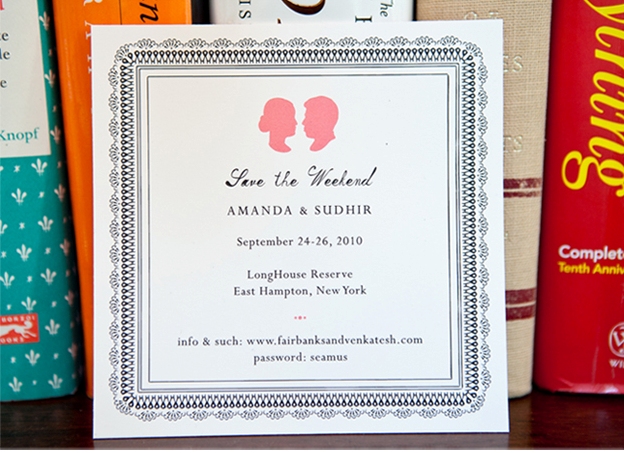 Knopf
The
Save the Weekend
AMANDA & SUDHIR
September 24-26, 2010
LongHouse Reserve
East Hampton, New York
info & such: www.fairbanksandvenkatesh.com
password: seamus
Complete
Tenth Anniv